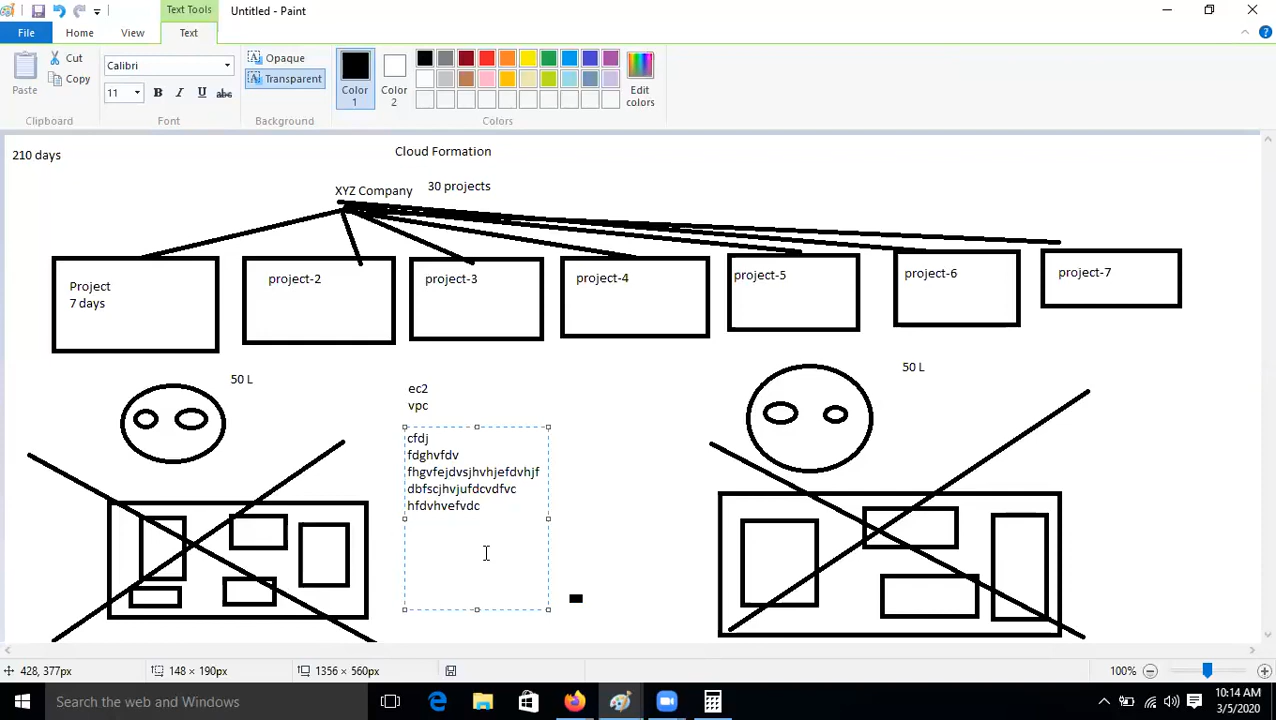 Text Tools
Untitled - Paint
File
Home
View
Text
Paste
Cut
Copy
Clipboard
Calibri
11
B
I
U
abc
Font
Opaque
Transparent
Background
Color
1
Color
2
Edit
colors
Colors
210 days
Cloud Formation
XYZ Company
30 projects
Project
7 days
project-2
project-3
project-4
project-5
project-6
project-7
50 L
50 L
ec2
vpc
cfdj
fdghvfdv
fhgvfejdvsjhvhjefdvhjf
dbfscjhvjufdcvdfvc
hfdvhvefvdc
428, 377px
148 × 190px
1356 × 560px
100%
Search the web and Windows
10:14 AM
3/5/2020